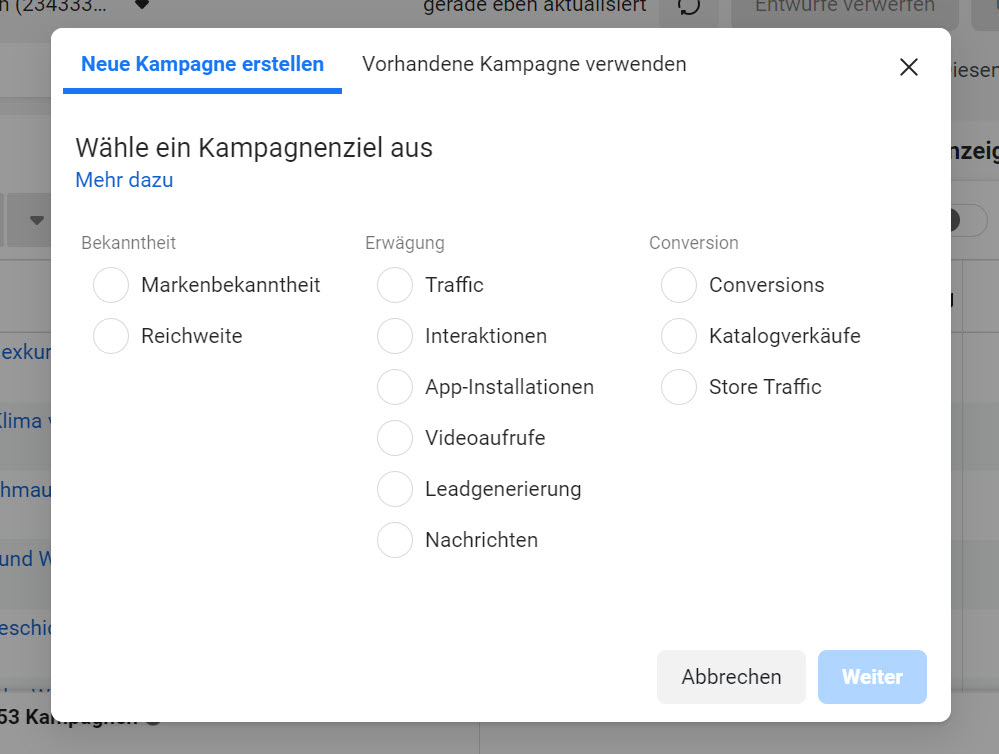 (234333...
gerade eben aktualisiert
Entwürfe verwerfen
Neue Kampagne erstellen
Vorhandene Kampagne verwenden
Wähle ein Kampagnenziel aus
Mehr dazu
Bekanntheit
Markenbekanntheit
Reichweite
Erwägung
Traffic
Interaktionen
App-Installationen
Videoaufrufe
Leadgenerierung
Nachrichten
Conversion
Conversions
Katalogverkäufe
Store Traffic
Abbrechen
Weiter
und W
53 Kampagnen